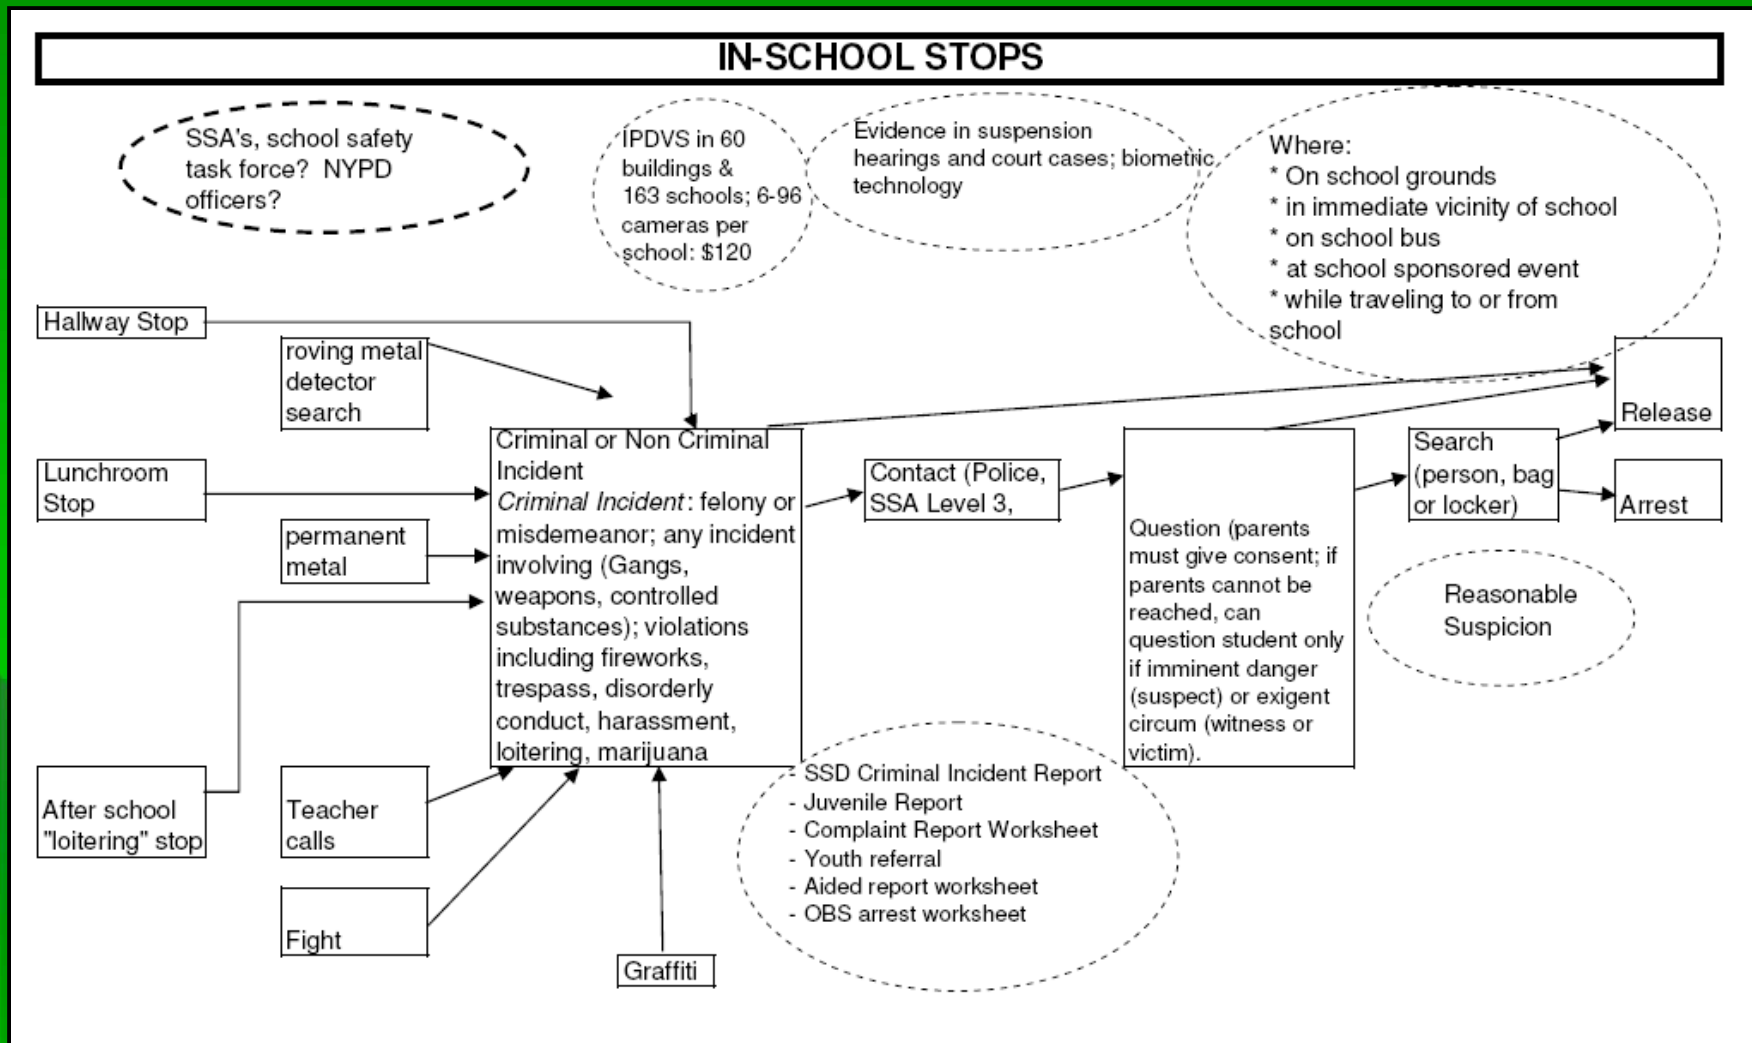 IN-SCHOOL STOPS
SSA's, school safety
task force?  NYPD
officers?
IPDVS in 60
buildings &
163 schools; 6-96
cameras per
school: $120
Evidence in suspension
hearings and court cases; biometric
technology
Where:
* On school grounds
* in immediate vicinity of school
* on school bus
* at school sponsored event
* while traveling to or from
school
Hallway Stop
roving metal
detector
search
Lunchroom
Stop
permanent
metal
After school
"loitering" stop
Teacher
calls
Fight
Graffiti
Criminal or Non Criminal
Incident
Criminal Incident: felony or
misdemeanor; any incident
involving (Gangs,
weapons, controlled
substances); violations
including fireworks,
trespass, disorderly
conduct, harassment,
loitering, marijuana
Contact (Police,
SSA Level 3,
Question (parents
must give consent; if
parents cannot be
reached, can
question student only
if imminent danger
(suspect) or exigent
circum (witness or
victim).
Search
(person, bag
or locker)
Release
Arrest
Reasonable
Suspicion
- SSD Criminal Incident Report
- Juvenile Report
- Complaint Report Worksheet
- Youth referral
- Aided report worksheet
- OBS arrest worksheet